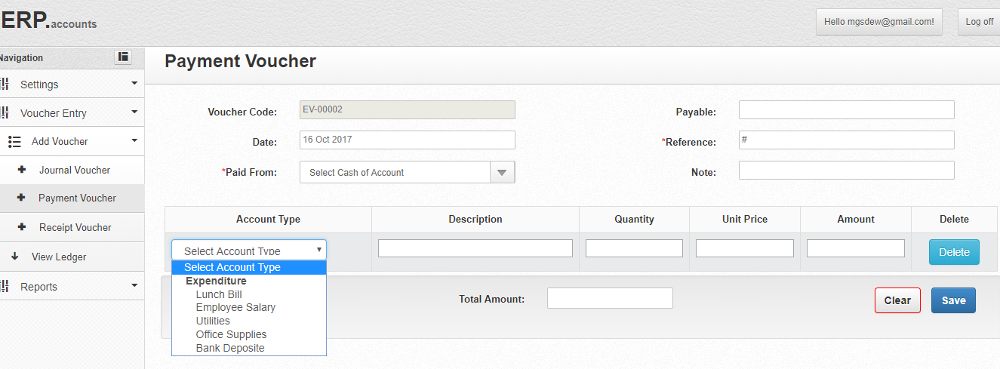 ERP.accounts
Hello mgsdew@gmail.com!
Log off
Navigation
Settings
Voucher Entry
Add Voucher
Journal Voucher
Payment Voucher
Receipt Voucher
View Ledger
Reports
Payment Voucher
Voucher Code: EV-00002
Payable:
Date: 16 Oct 2017
*Reference: #
*Paid From: Select Cash of Account
Note:
Account Type Description Quantity Unit Price Amount Delete
Select Account Type
Delete
Select Account Type
Expenditure
Lunch Bill
Employee Salary
Utilities
Office Supplies
Bank Deposite
Total Amount:
Clear
Save